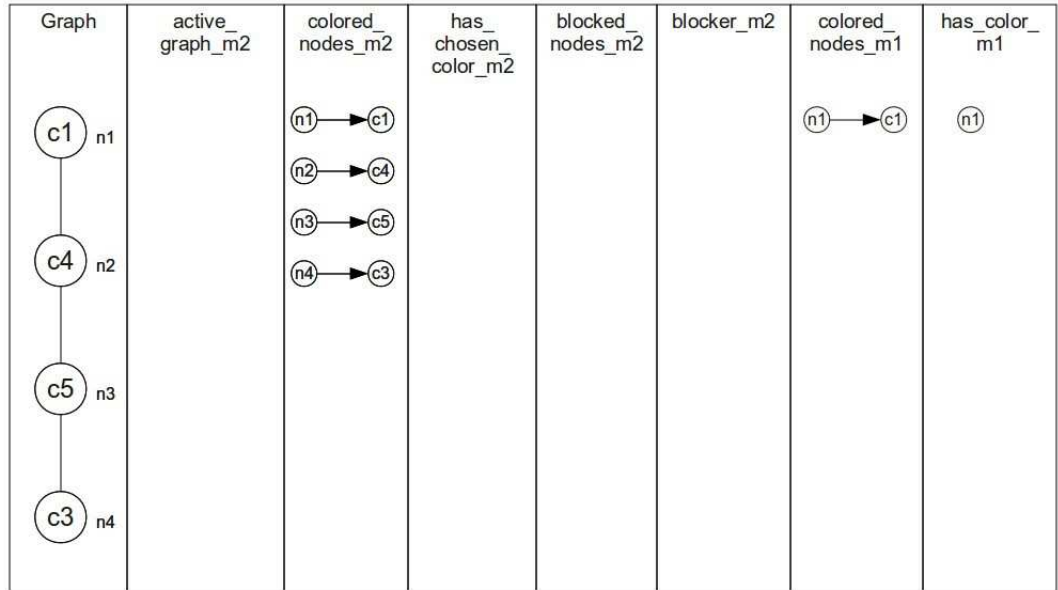 Graph
active_
graph_m2
colored_
nodes_m2
has_
chosen_
color_m2
blocked_
nodes_m2
blocker_m2
colored_
nodes_m1
has_color_
m1
c1 n1
c4 n2
c5 n3
c3 n4
n1 c1
n2 c4
n3 c5
n4 c3
n1 c1
n1